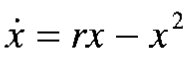 ẋ = rx − x²